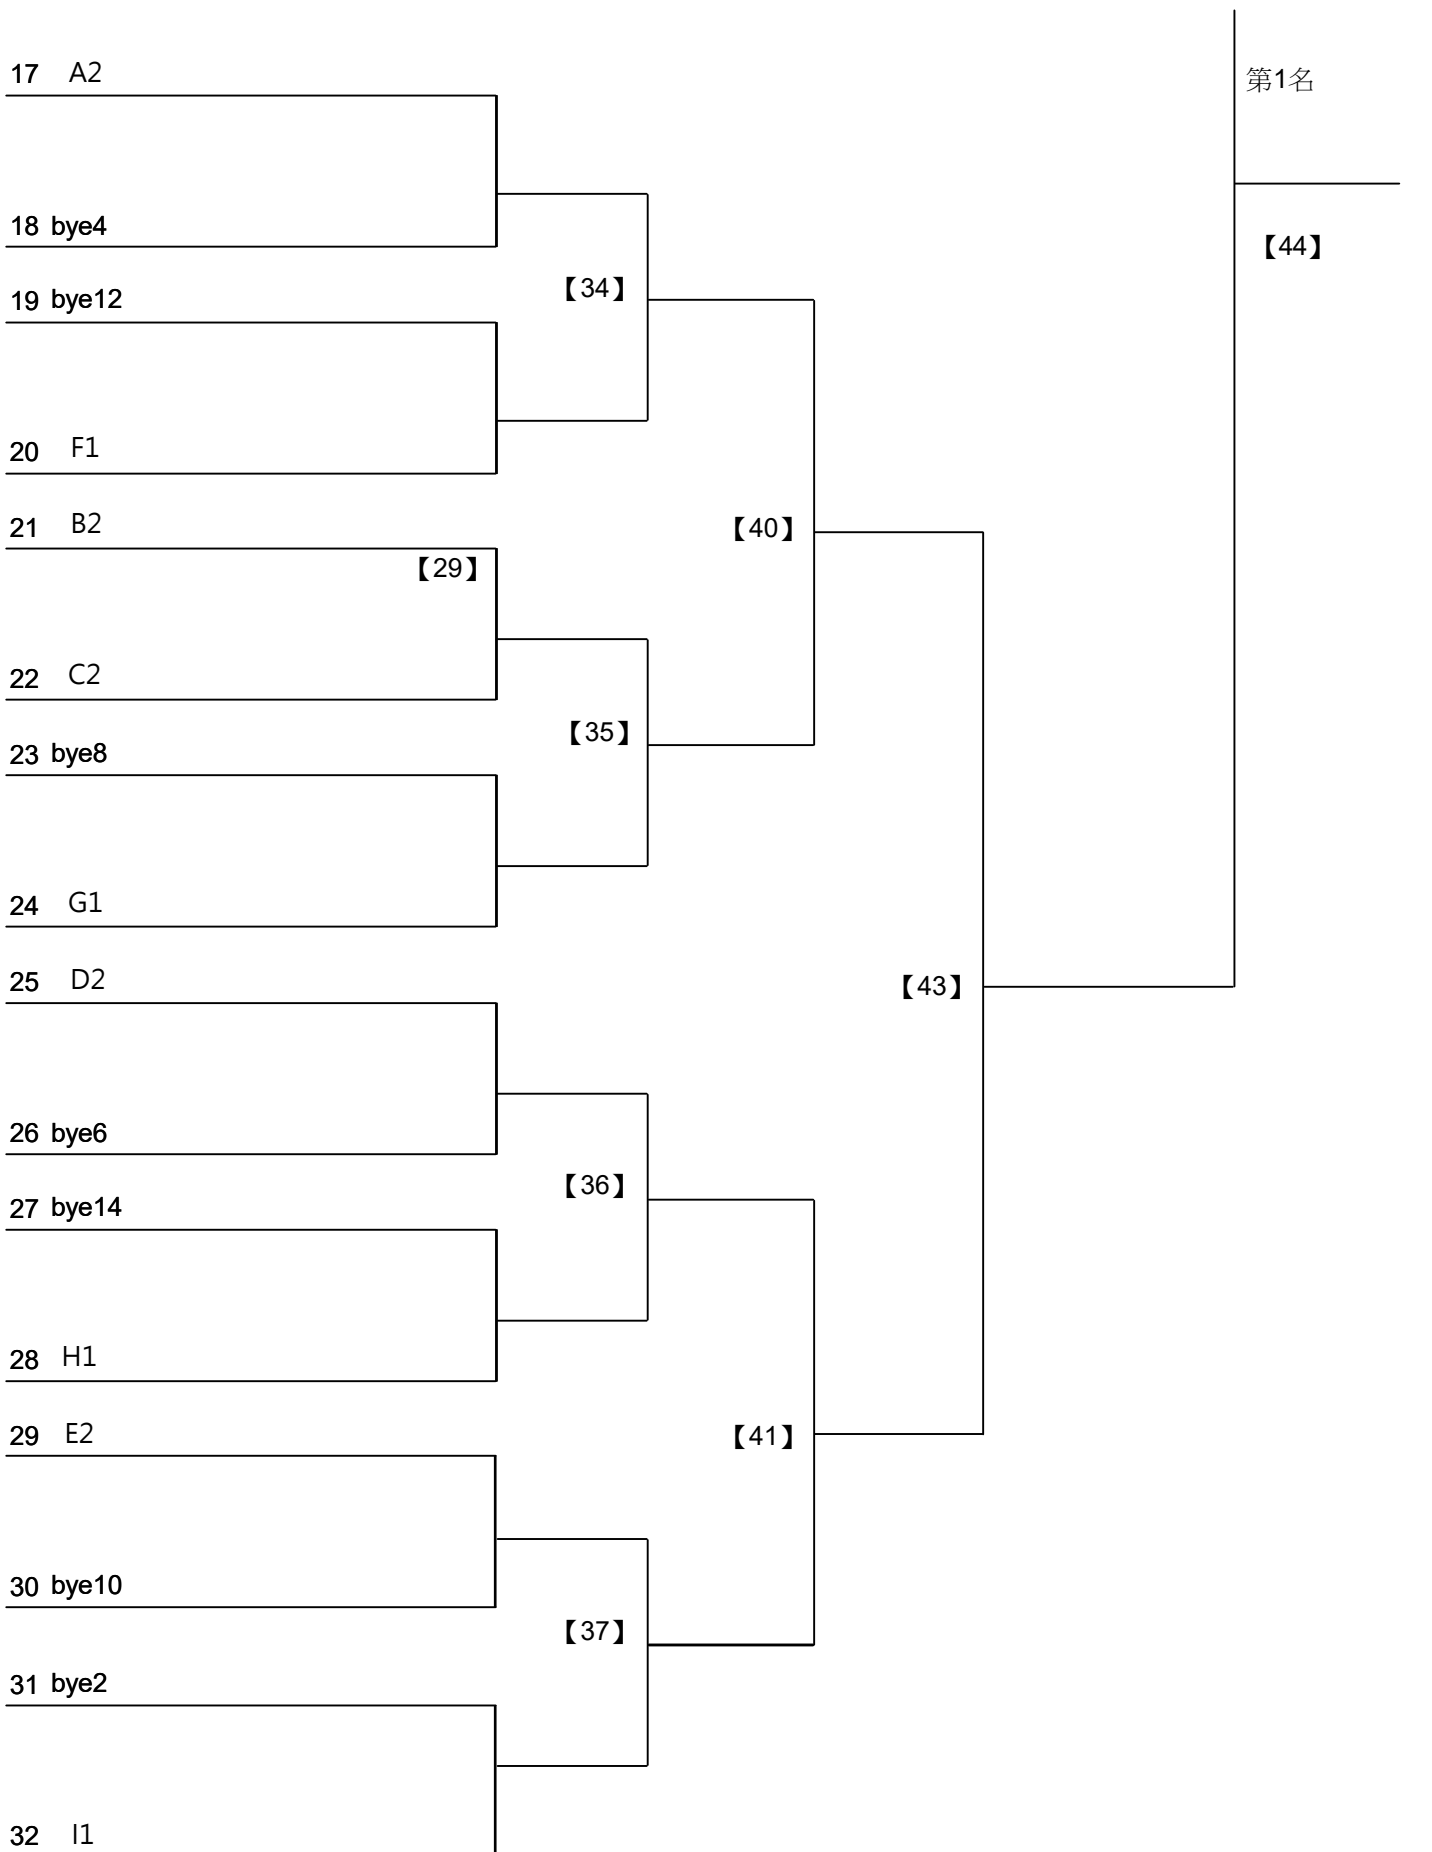 17 A2
第1名
18 bye4
【44】
19 bye12
【34】
20 F1
21 B2
【40】
【29】
22 C2
【35】
23 bye8
24 G1
25 D2
【43】
26 bye6
【36】
27 bye14
28 H1
29 E2
【41】
30 bye10
【37】
31 bye2
32 I1